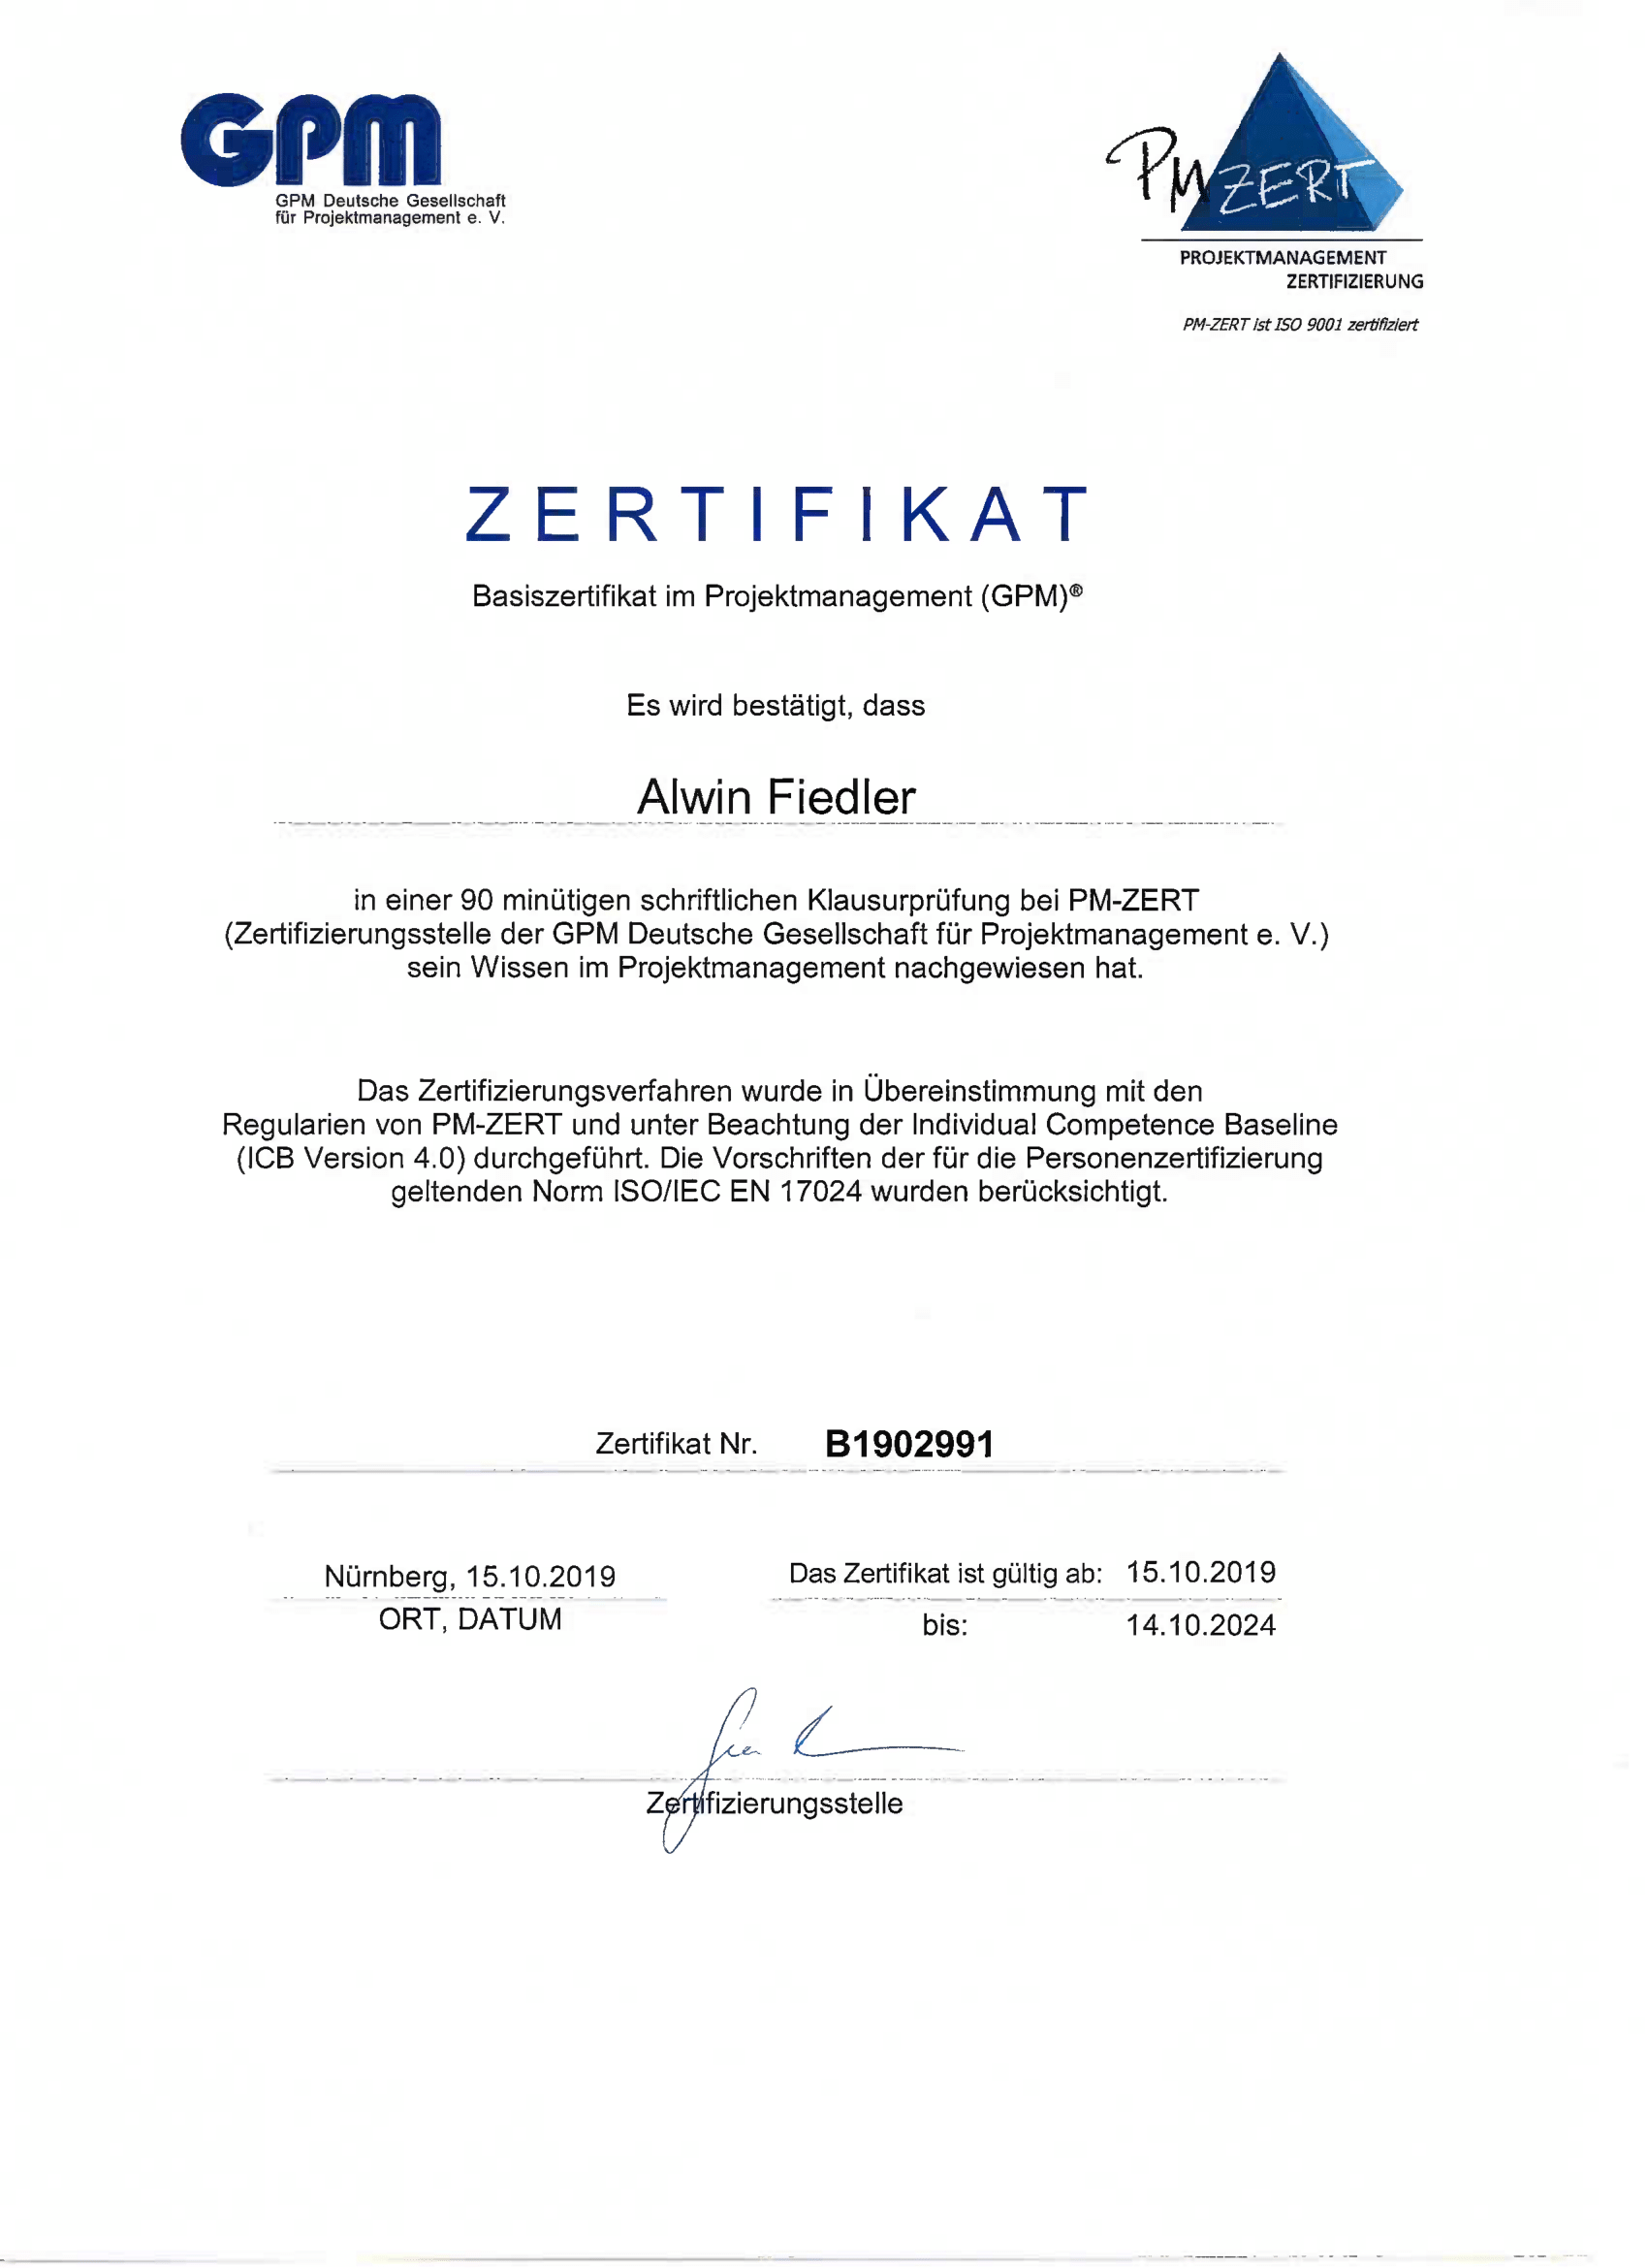 GPM
GPM Deutsche Gesellschaft
für Projektmanagement e. V.
PM ZERT
PROJEKTMANAGEMENT
ZERTIFIZIERUNG
PM-ZERT ist ISO 9001 zertifiziert
ZERTIFIKAT
Basiszertifikat im Projektmanagement (GPM)®
Es wird bestätigt, dass
Alwin Fiedler
in einer 90 minütigen schriftlichen Klausurprüfung bei PM-ZERT
(Zertifizierungsstelle der GPM Deutsche Gesellschaft für Projektmanagement e. V.)
sein Wissen im Projektmanagement nachgewiesen hat.
Das Zertifizierungsverfahren wurde in Übereinstimmung mit den
Regularien von PM-ZERT und unter Beachtung der Individual Competence Baseline
(ICB Version 4.0) durchgeführt. Die Vorschriften der für die Personenzertifizierung
geltenden Norm ISO/IEC EN 17024 wurden berücksichtigt.
Zertifikat Nr. B1902991
Nürnberg, 15.10.2019
ORT, DATUM
Das Zertifikat ist gültig ab: 15.10.2019
bis: 14.10.2024
Zertifizierungsstelle